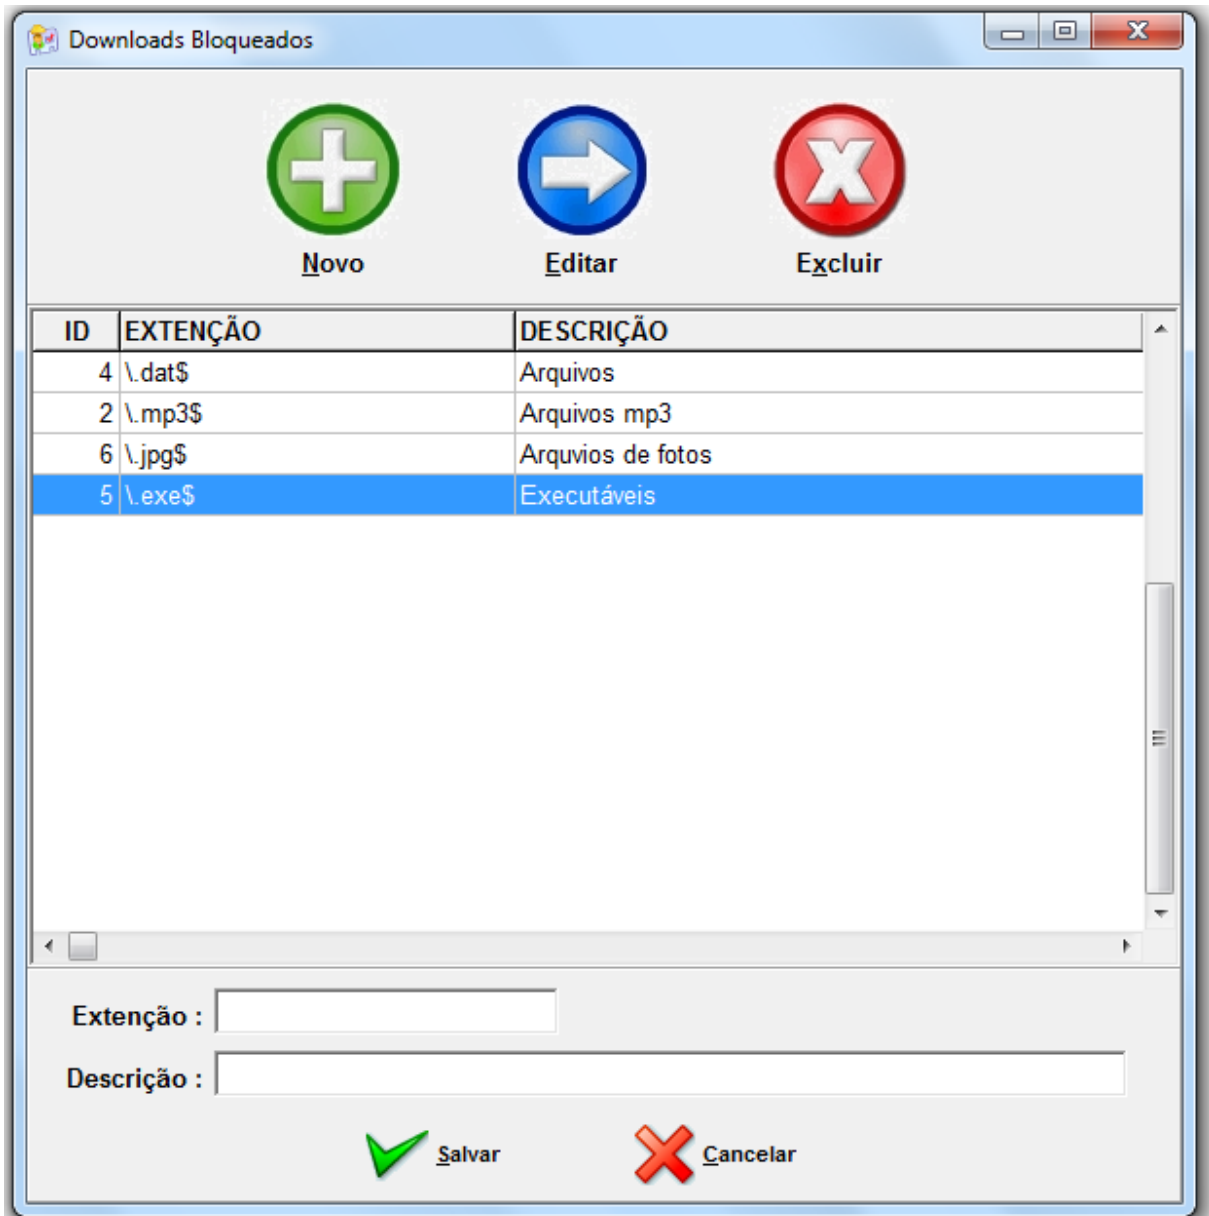 Downloads Bloqueados
Novo Editar Excluir
ID EXTENÇÃO DESCRIÇÃO
4 \.dat$ Arquivos
2 \.mp3$ Arquivos mp3
6 \.jpg$ Arquvios de fotos
5 \.exe$ Executáveis
Extenção :
Descrição :
Salvar Cancelar